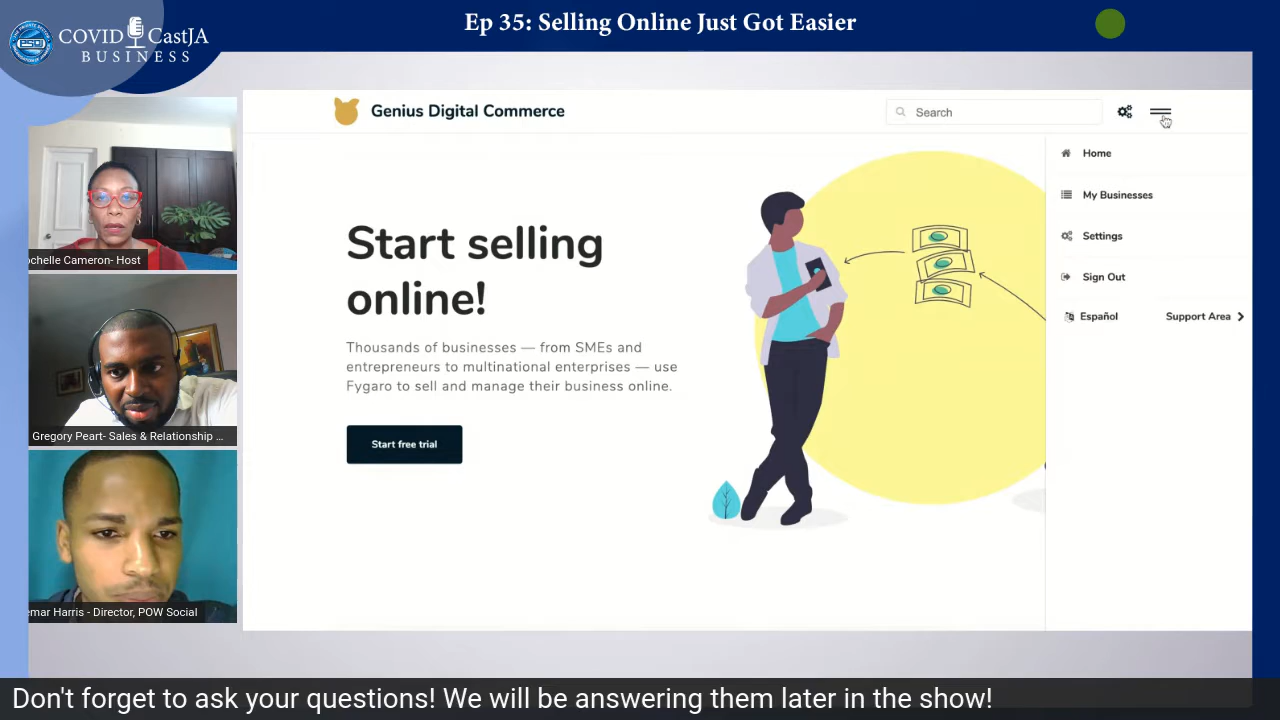 Ep 35: Selling Online Just Got Easier
COVID CastJA
BUSINESS
PSOJ
Genius Digital Commerce
Search
Home
My Businesses
Settings
Sign Out
Español
Support Area
Start selling
online!
Thousands of businesses — from SMEs and
entrepreneurs to multinational enterprises — use
Fygaro to sell and manage their business online.
Start free trial
ochelle Cameron- Host
Gregory Peart- Sales & Relationship ...
emar Harris - Director, POW Social
Don't forget to ask your questions! We will be answering them later in the show!